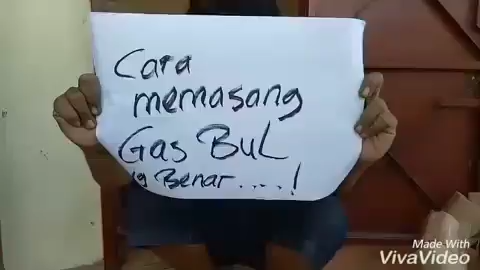 Cara
memasang
Gas BuL
yg Benar....!
Made With
VivaVideo